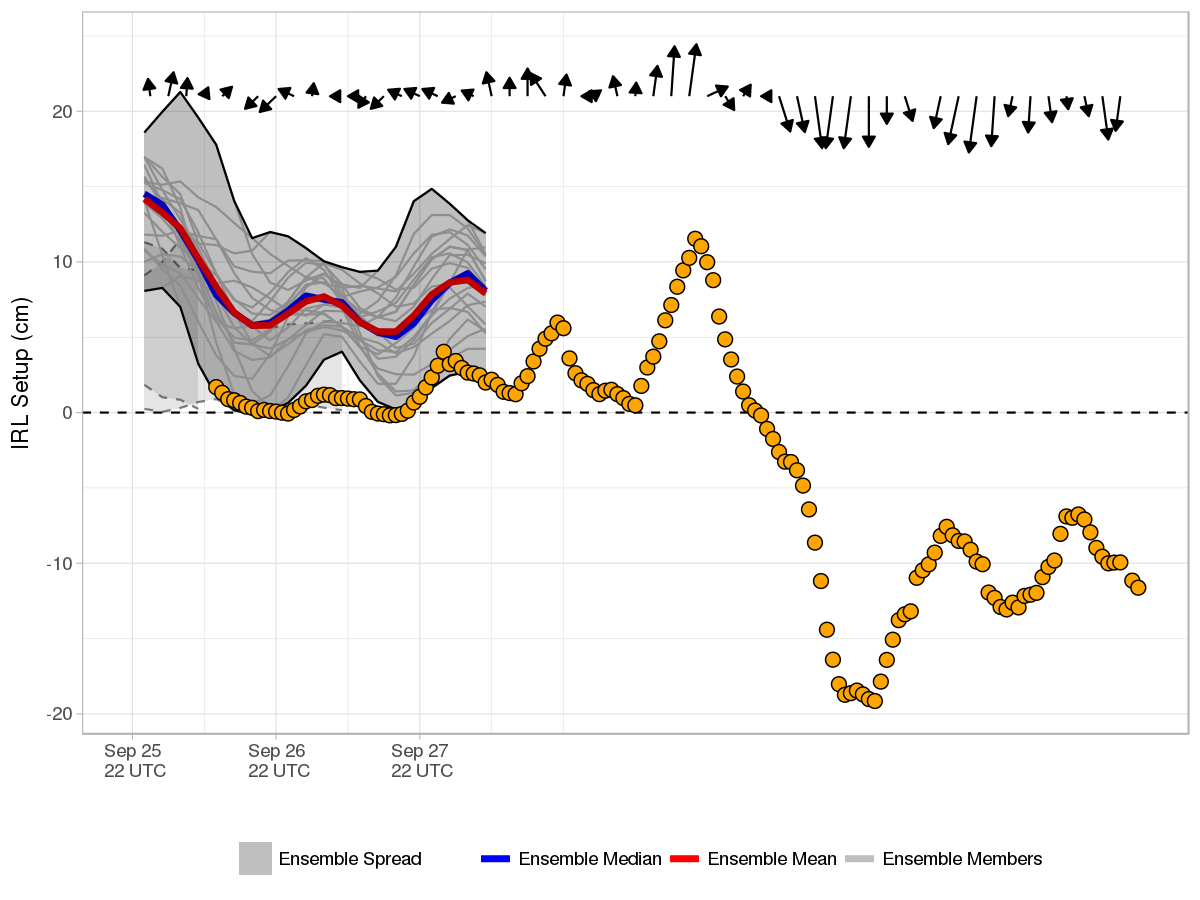 IRL Setup (cm)
20
10
0
-10
-20
Sep 25
22 UTC
Sep 26
22 UTC
Sep 27
22 UTC
Ensemble Spread
Ensemble Median
Ensemble Mean
Ensemble Members